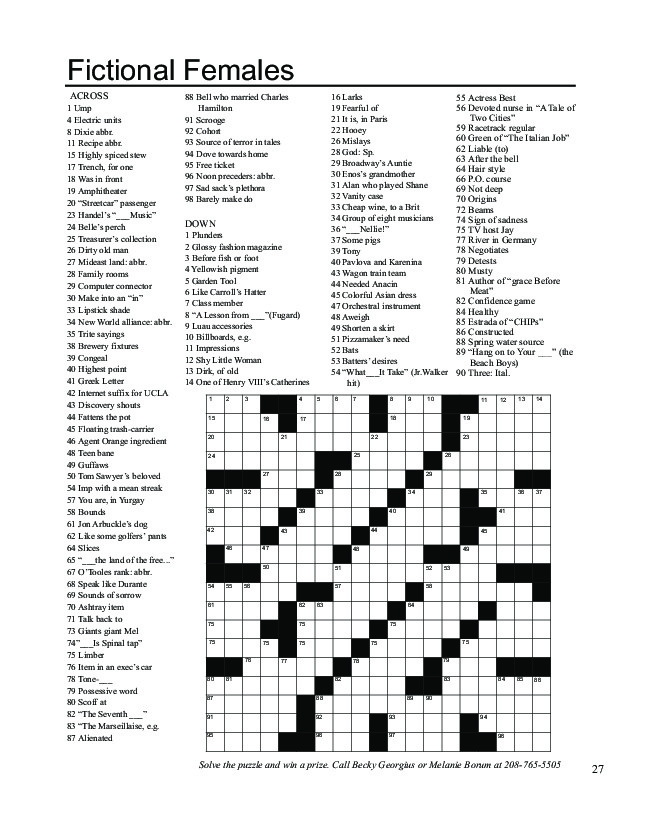 Fictional Females
ACROSS
1 Ump
4 Electric units
8 Dixie abbr.
11 Recipe abbr.
15 Highly spiced stew
17 Trench, for one
18 Was in front
19 Amphitheater
20 “Streetcar” passenger
23 Handel's “___Music”
24 Belle's perch
25 Treasurer's collection
26 Dirty old man
27 Mideast land: abbr.
28 Family rooms
29 Computer connector
30 Make into an “in”
33 Lipstick shade
34 New World alliance: abbr.
35 Trite sayings
38 Brewery fixtures
39 Congeal
40 Highest point
41 Greek Letter
42 Internet suffix for UCLA
43 Discovery shouts
44 Fattens the pot
45 Floating trash-carrier
46 Agent Orange ingredient
48 Teen bane
49 Guffaws
50 Tom Sawyer's beloved
54 Imp with a mean streak
57 You are, in Yurgay
58 Bounds
61 Jon Arbuckle's dog
62 Like some golfers' pants
64 Slices
65 “___the land of the free...”
67 O'Tooles rank: abbr.
68 Speak like Durante
69 Sounds of sorrow
70 Ashtray item
71 Talk back to
73 Giants giant Mel
74“___Is Spinal tap”
75 Limber
76 Item in an exec's car
78 Tone-___
79 Possessive word
80 Scoff at
82 “The Seventh ___”
83 “The Marseillaise, e.g.
87 Alienated
88 Bell who married Charles
Hamilton
91 Scrooge
92 Cohort
93 Source of terror in tales
94 Dove towards home
95 Free ticket
96 Noon preceders: abbr.
97 Sad sack's plethora
98 Barely make do
DOWN
1 Plunders
2 Glossy fashion magazine
3 Before fish or foot
4 Yellowish pigment
5 Garden Tool
6 Like Carroll's Hatter
7 Class member
8 “A Lesson from ___”(Fugard)
9 Luau accessories
10 Billboards, e.g.
11 Impressions
12 Shy Little Woman
13 Dirk, of old
14 One of Henry VIII's Catherines
16 Larks
19 Fearful of
21 It is, in Paris
22 Hooey
26 Mislays
28 God: Sp.
29 Broadway's Auntie
30 Enos's grandmother
31 Alan who played Shane
32 Vanity case
33 Cheap wine, to a Brit
34 Group of eight musicians
36 “___Nellie!”
37 Some pigs
39 Tony
40 Pavlova and Karenina
43 Wagon train team
44 Needed Anacin
45 Colorful Asian dress
47 Orchestral instrument
48 Aweigh
49 Shorten a skirt
51 Pizzamaker's need
52 Bats
53 Batters' desires
54 “What___It Take” (Jr.Walker
hit)
55 Actress Best
56 Devoted nurse in “A Tale of
Two Cities”
59 Racetrack regular
60 Green of “The Italian Job”
62 Liable (to)
63 After the bell
64 Hair style
66 P.O. course
69 Not deep
70 Origins
72 Beams
74 Sign of sadness
75 TV host Jay
77 River in Germany
78 Negotiates
79 Detests
80 Musty
81 Author of “grace Before
Meat”
82 Confidence game
84 Healthy
85 Estrada of “CHIPs”
86 Constructed
88 Spring water source
89 “Hang on to Your ___” (the
Beach Boys)
90 Three: Ital.
1 2 3 4 5 6 7 8 9 10 11 12 13 14
15 16 17 18 19
20 21 22 23
24 25 26
27 28 29
30 31 32 33 34 35 36 37
38 39 40 41
42 43 44 45
46 47 48 49
50 51 52 53
54 55 56 57 58
61 62 63 64
75 75 75
75 75 75 75 75
76 77 78 79
80 81 82 83 84 85 86
87 88 89 90
91 92 93 94
95 96 97 98
Solve the puzzle and win a prize. Call Becky Georgius or Melanie Borum at 208-765-5505
27